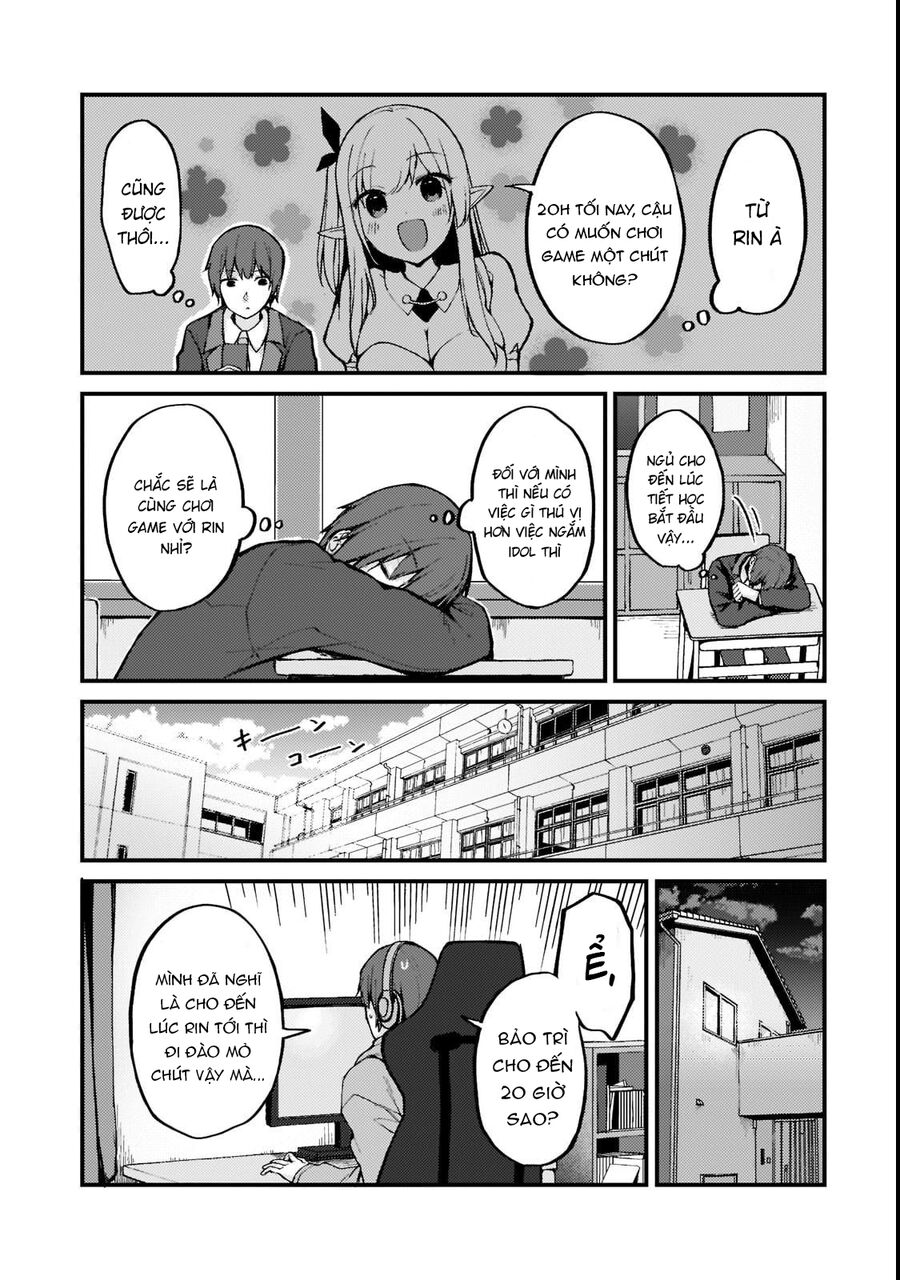 TỪ
RIN À
20H TỐI NAY, CẬU
CÓ MUỐN CHƠI
GAME MỘT CHÚT
KHÔNG?
CŨNG
ĐƯỢC
THÔI...
NGỦ CHO
ĐẾN LÚC
TIẾT HỌC
BẮT ĐẦU
VẬY...
ĐỐI VỚI MÌNH
THÌ NẾU CÓ
VIỆC GÌ THÚ VỊ
HƠN VIỆC NGẮM
IDOL THÌ
CHẮC SẼ LÀ
CÙNG CHƠI
GAME VỚI RIN
NHỈ?
キーン
コーン
Ể,
BẢO TRÌ
CHO ĐẾN
20 GIỜ
SAO?
MÌNH ĐÃ NGHĨ
LÀ CHO ĐẾN
LÚC RIN TỚI THÌ
ĐI ĐÀO MỎ
CHÚT VẬY MÀ...